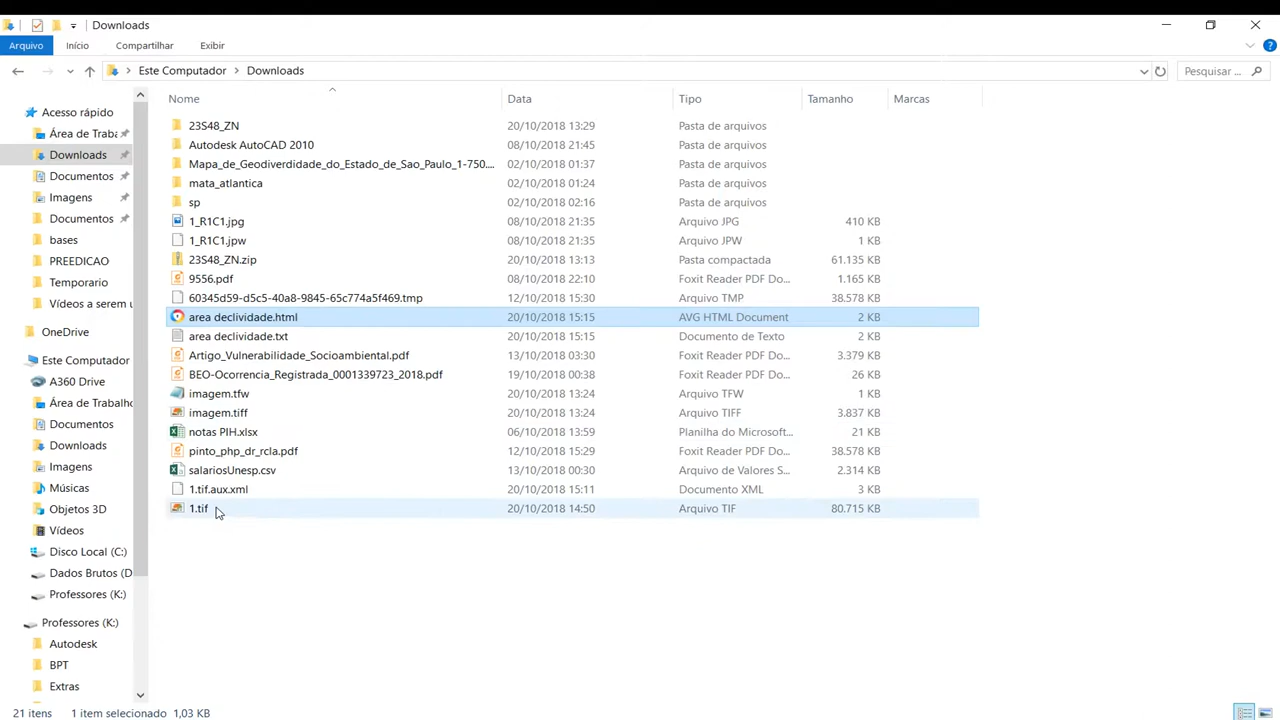 Downloads
Arquivo Início Compartilhar Exibir
Este Computador Downloads Pesquisar ...
Nome Data Tipo Tamanho Marcas
Acesso rápido
Área de Traba
Downloads
Documentos
Imagens
Documentos
bases
PREEDICAO
Temporario
Vídeos a serem u
OneDrive
Este Computador
A360 Drive
Área de Trabalho
Documentos
Downloads
Imagens
Músicas
Objetos 3D
Vídeos
Disco Local (C:)
Dados Brutos (D
Professores (K:)
Professores (K:)
Autodesk
BPT
Extras
23S48_ZN 20/10/2018 13:29 Pasta de arquivos
Autodesk AutoCAD 2010 08/10/2018 21:45 Pasta de arquivos
Mapa_de_Geodiverdidade_do_Estado_de_Sao_Paulo_1-750.... 02/10/2018 01:37 Pasta de arquivos
mata_atlantica 02/10/2018 01:24 Pasta de arquivos
sp 02/10/2018 02:16 Pasta de arquivos
1_R1C1.jpg 08/10/2018 21:35 Arquivo JPG 410 KB
1_R1C1.jpw 08/10/2018 21:35 Arquivo JPW 1 KB
23S48_ZN.zip 20/10/2018 13:13 Pasta compactada 61.135 KB
9556.pdf 08/10/2018 22:10 Foxit Reader PDF Do... 1.165 KB
60345d59-d5c5-40a8-9845-65c774a5f469.tmp 12/10/2018 15:30 Arquivo TMP 38.578 KB
area declividade.html 20/10/2018 15:15 AVG HTML Document 2 KB
area declividade.txt 20/10/2018 15:15 Documento de Texto 2 KB
Artigo_Vulnerabilidade_Socioambiental.pdf 13/10/2018 03:30 Foxit Reader PDF Do... 3.379 KB
BEO-Ocorrencia_Registrada_0001339723_2018.pdf 19/10/2018 00:38 Foxit Reader PDF Do... 26 KB
imagem.tfw 20/10/2018 13:24 Arquivo TFW 1 KB
imagem.tiff 20/10/2018 13:24 Arquivo TIFF 3.837 KB
notas PIH.xlsx 06/10/2018 13:59 Planilha do Microsoft... 21 KB
pinto_php_dr_rcla.pdf 12/10/2018 15:29 Foxit Reader PDF Do... 38.578 KB
salariosUnesp.csv 13/10/2018 00:30 Arquivo de Valores S... 2.314 KB
1.tif.aux.xml 20/10/2018 15:11 Documento XML 3 KB
1.tif 20/10/2018 14:50 Arquivo TIF 80.715 KB
21 itens 1 item selecionado 1,03 KB